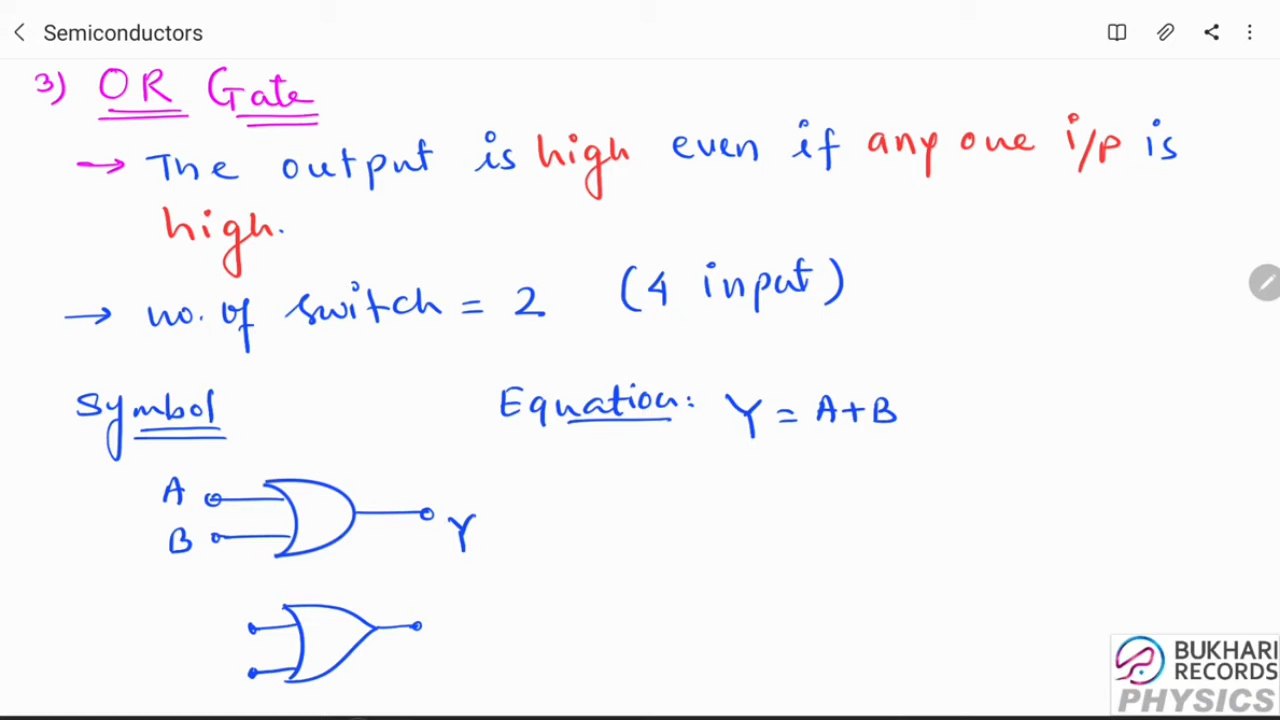 Semiconductors
3) OR Gate
→ The output is high even if any one i/p is
high.
→ no. of switch = 2 (4 input)
Symbol
Equation: Y = A+B
A
B
Y
BUKHARI
RECORDS
PHYSICS